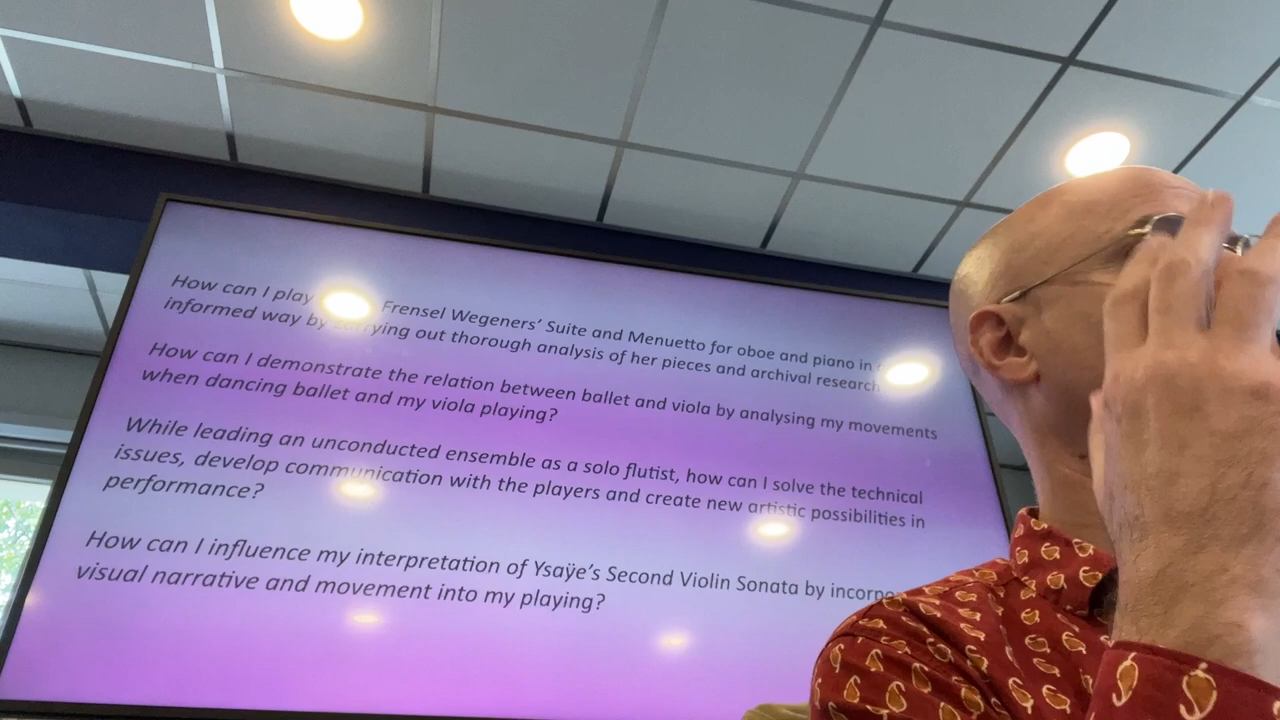 How can I play Frensel Wegeners' Suite and Menuetto for oboe and piano in
informed way by carrying out thorough analysis of her pieces and archival research
How can I demonstrate the relation between ballet and viola by analysing my movements
when dancing ballet and my viola playing?
While leading an unconducted ensemble as a solo flutist, how can I solve the technical
issues, develop communication with the players and create new artistic possibilities in
performance?
How can I influence my interpretation of Ysaÿe's Second Violin Sonata by
visual narrative and movement into my playing?